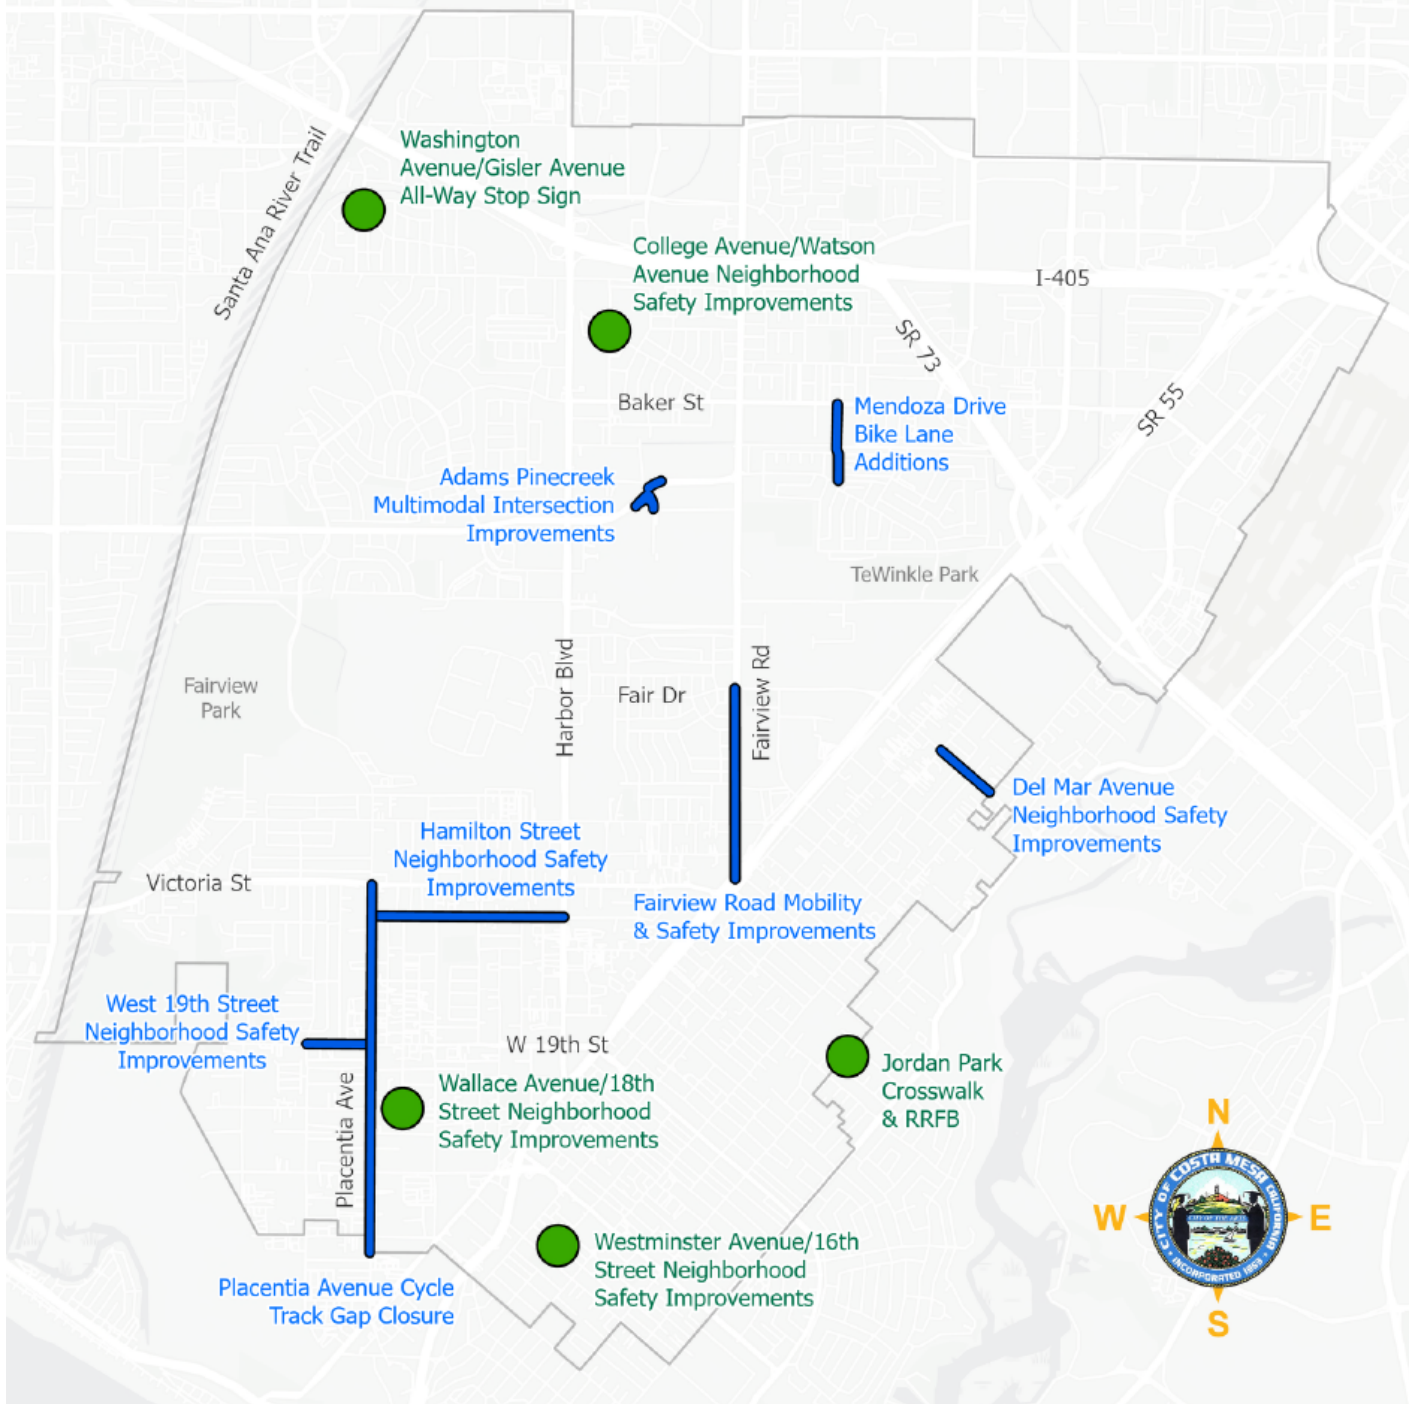 Washington
Avenue/Gisler Avenue
All-Way Stop Sign
Santa Ana River Trail
College Avenue/Watson
Avenue Neighborhood
Safety Improvements
I-405
SR 73
SR 55
Baker St
Mendoza Drive
Bike Lane
Additions
Adams Pinecreek
Multimodal Intersection
Improvements
TeWinkle Park
Fairview
Park
Harbor Blvd
Fair Dr
Fairview Rd
Del Mar Avenue
Neighborhood Safety
Improvements
Hamilton Street
Neighborhood Safety
Improvements
Victoria St
Fairview Road Mobility
& Safety Improvements
West 19th Street
Neighborhood Safety
Improvements
W 19th St
Jordan Park
Crosswalk
& RRFB
Wallace Avenue/18th
Street Neighborhood
Safety Improvements
Placentia Ave
Westminster Avenue/16th
Street Neighborhood
Safety Improvements
Placentia Avenue Cycle
Track Gap Closure
N
W
E
S
CITY OF COSTA MESA CALIFORNIA
INCORPORATED 1953